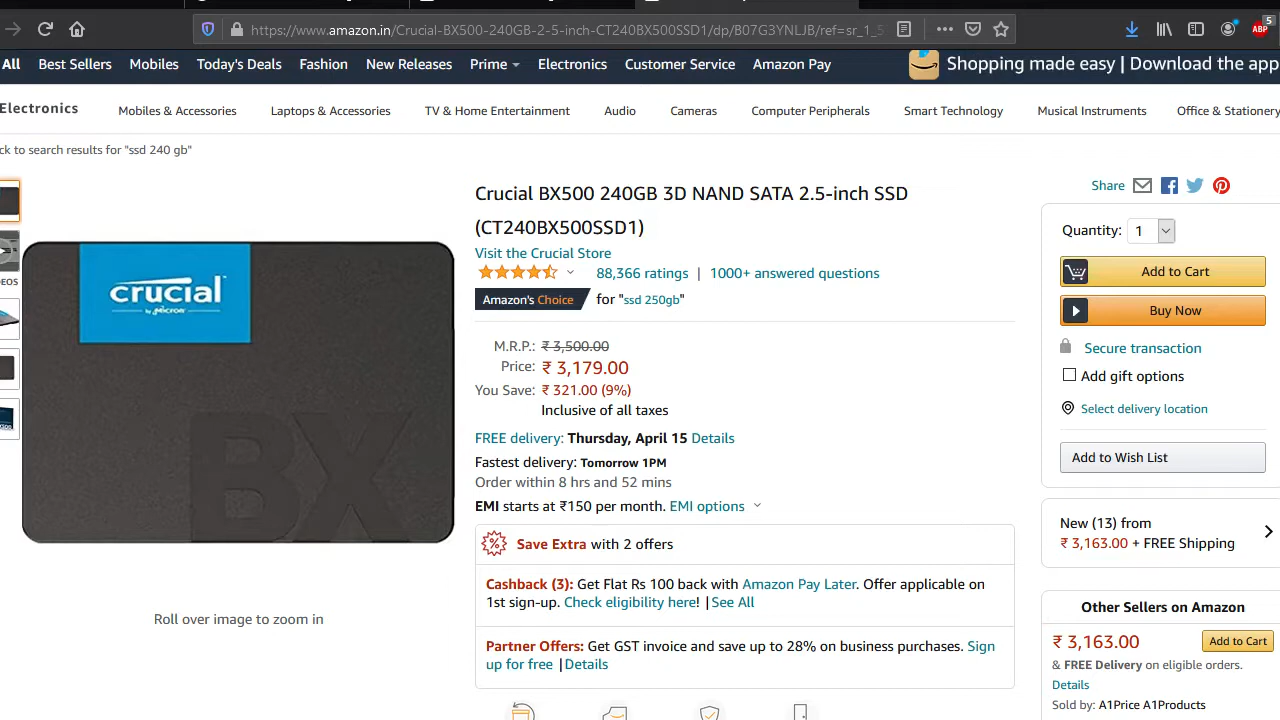 https://www.amazon.in/Crucial-BX500-240GB-2-5-inch-CT240BX500SSD1/dp/B07G3YNLJB/ref=sr_1_5
ABP
5
All Best Sellers Mobiles Today's Deals Fashion New Releases Prime Electronics Customer Service Amazon Pay Shopping made easy | Download the app
Electronics Mobiles & Accessories Laptops & Accessories TV & Home Entertainment Audio Cameras Computer Peripherals Smart Technology Musical Instruments Office & Stationery
ck to search results for "ssd 240 gb"
DEOS
crucial
by micron
BX
Roll over image to zoom in
Crucial BX500 240GB 3D NAND SATA 2.5-inch SSD
(CT240BX500SSD1)
Visit the Crucial Store
88,366 ratings | 1000+ answered questions
Amazon's Choice for "ssd 250gb"
M.R.P.: ₹ 3,500.00
Price: ₹ 3,179.00
You Save: ₹ 321.00 (9%)
Inclusive of all taxes
FREE delivery: Thursday, April 15 Details
Fastest delivery: Tomorrow 1PM
Order within 8 hrs and 52 mins
EMI starts at ₹150 per month. EMI options
Save Extra with 2 offers
Cashback (3): Get Flat Rs 100 back with Amazon Pay Later. Offer applicable on
1st sign-up. Check eligibility here! | See All
Partner Offers: Get GST invoice and save up to 28% on business purchases. Sign
up for free | Details
Share
Quantity: 1
Add to Cart
Buy Now
Secure transaction
Add gift options
Select delivery location
Add to Wish List
New (13) from
₹ 3,163.00 + FREE Shipping
Other Sellers on Amazon
₹ 3,163.00 Add to Cart
& FREE Delivery on eligible orders.
Details
Sold by: A1Price A1Products